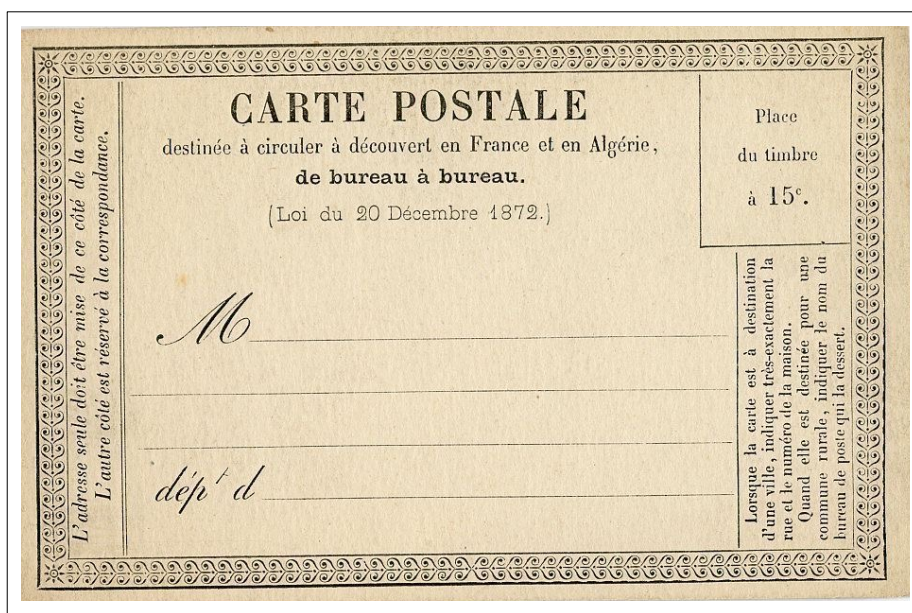 L'adresse seule doit être mise de ce côté de la carte.
L'autre côté est réservé à la correspondance.
CARTE POSTALE
destinée à circuler à découvert en France et en Algérie,
de bureau à bureau.
(Loi du 20 Décembre 1872.)
Place
du timbre
à 15c.
M
dépt d
Lorsque la carte est à destination
d'une ville, indiquer très-exactement la
rue et le numéro de la maison.
Quand elle est destinée pour une
commune rurale, indiquer le nom du
bureau de poste qui la dessert.